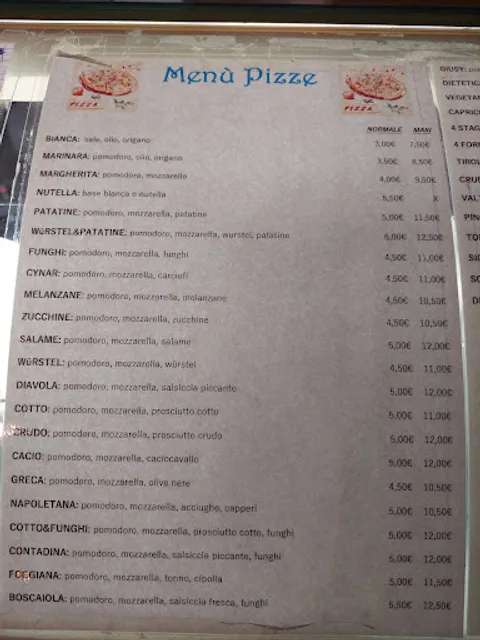 Menù Pizze
PIZZA
PIZZA
NORMALE MAXI
BIANCA: sale, olio, origano 3,00€ 7,50€
MARINARA: pomodoro, olio, origano 3,50€ 8,50€
MARGHERITA: pomodoro, mozzarella 4,00€ 9,50€
NUTELLA: base bianca e nutella 5,50€ X
PATATINE: pomodoro, mozzarella, patatine 5,00€ 11,50€
WüRSTEL&PATATINE: pomodoro, mozzarella, wurstel, patatine 6,00€ 12,50€
FUNGHI: pomodoro, mozzarella, funghi 4,50€ 11,00€
CYNAR: pomodoro, mozzarella, carciofi 4,50€ 11,00€
MELANZANE: pomodoro, mozzarella, melanzane 4,50€ 10,50€
ZUCCHINE: pomodoro, mozzarella, zucchine 4,50€ 10,50€
SALAME: pomodoro, mozzarella, salame 5,00€ 12,00€
WüRSTEL: pomodoro, mozzarella, würstel 4,50€ 11,00€
DIAVOLA: pomodoro, mozzarella, salsiccia piccante 5,00€ 12,00€
COTTO: pomodoro, mozzarella, prosciutto cotto 5,00€ 11,00€
CRUDO: pomodoro, mozzarella, prosciutto crudo 5,00€ 12,00€
CACIO: pomodoro, mozzarella, caciocavallo 5,00€ 12,00€
GRECA: pomodoro, mozzarella, olive nere 4,50€ 10,50€
NAPOLETANA: pomodoro, mozzarella, acciughe, capperi 5,00€ 12,00€
COTTO&FUNGHI: pomodoro, mozzarella, prosciutto cotto, funghi 5,00€ 12,00€
CONTADINA: pomodoro, mozzarella, salsiccia piccante, funghi 5,00€ 12,00€
FOGGIANA: pomodoro, mozzarella, tonno, cipolla 5,00€ 11,50€
BOSCAIOLA: pomodoro, mozzarella, salsiccia fresca, funghi 5,50€ 12,50€
GIUSY:
DIETETIC
VEGETAR
CAPRICC
4 STAG
4 FOR
TIROL
CRU
VAL
PIN
TO
SI
SC